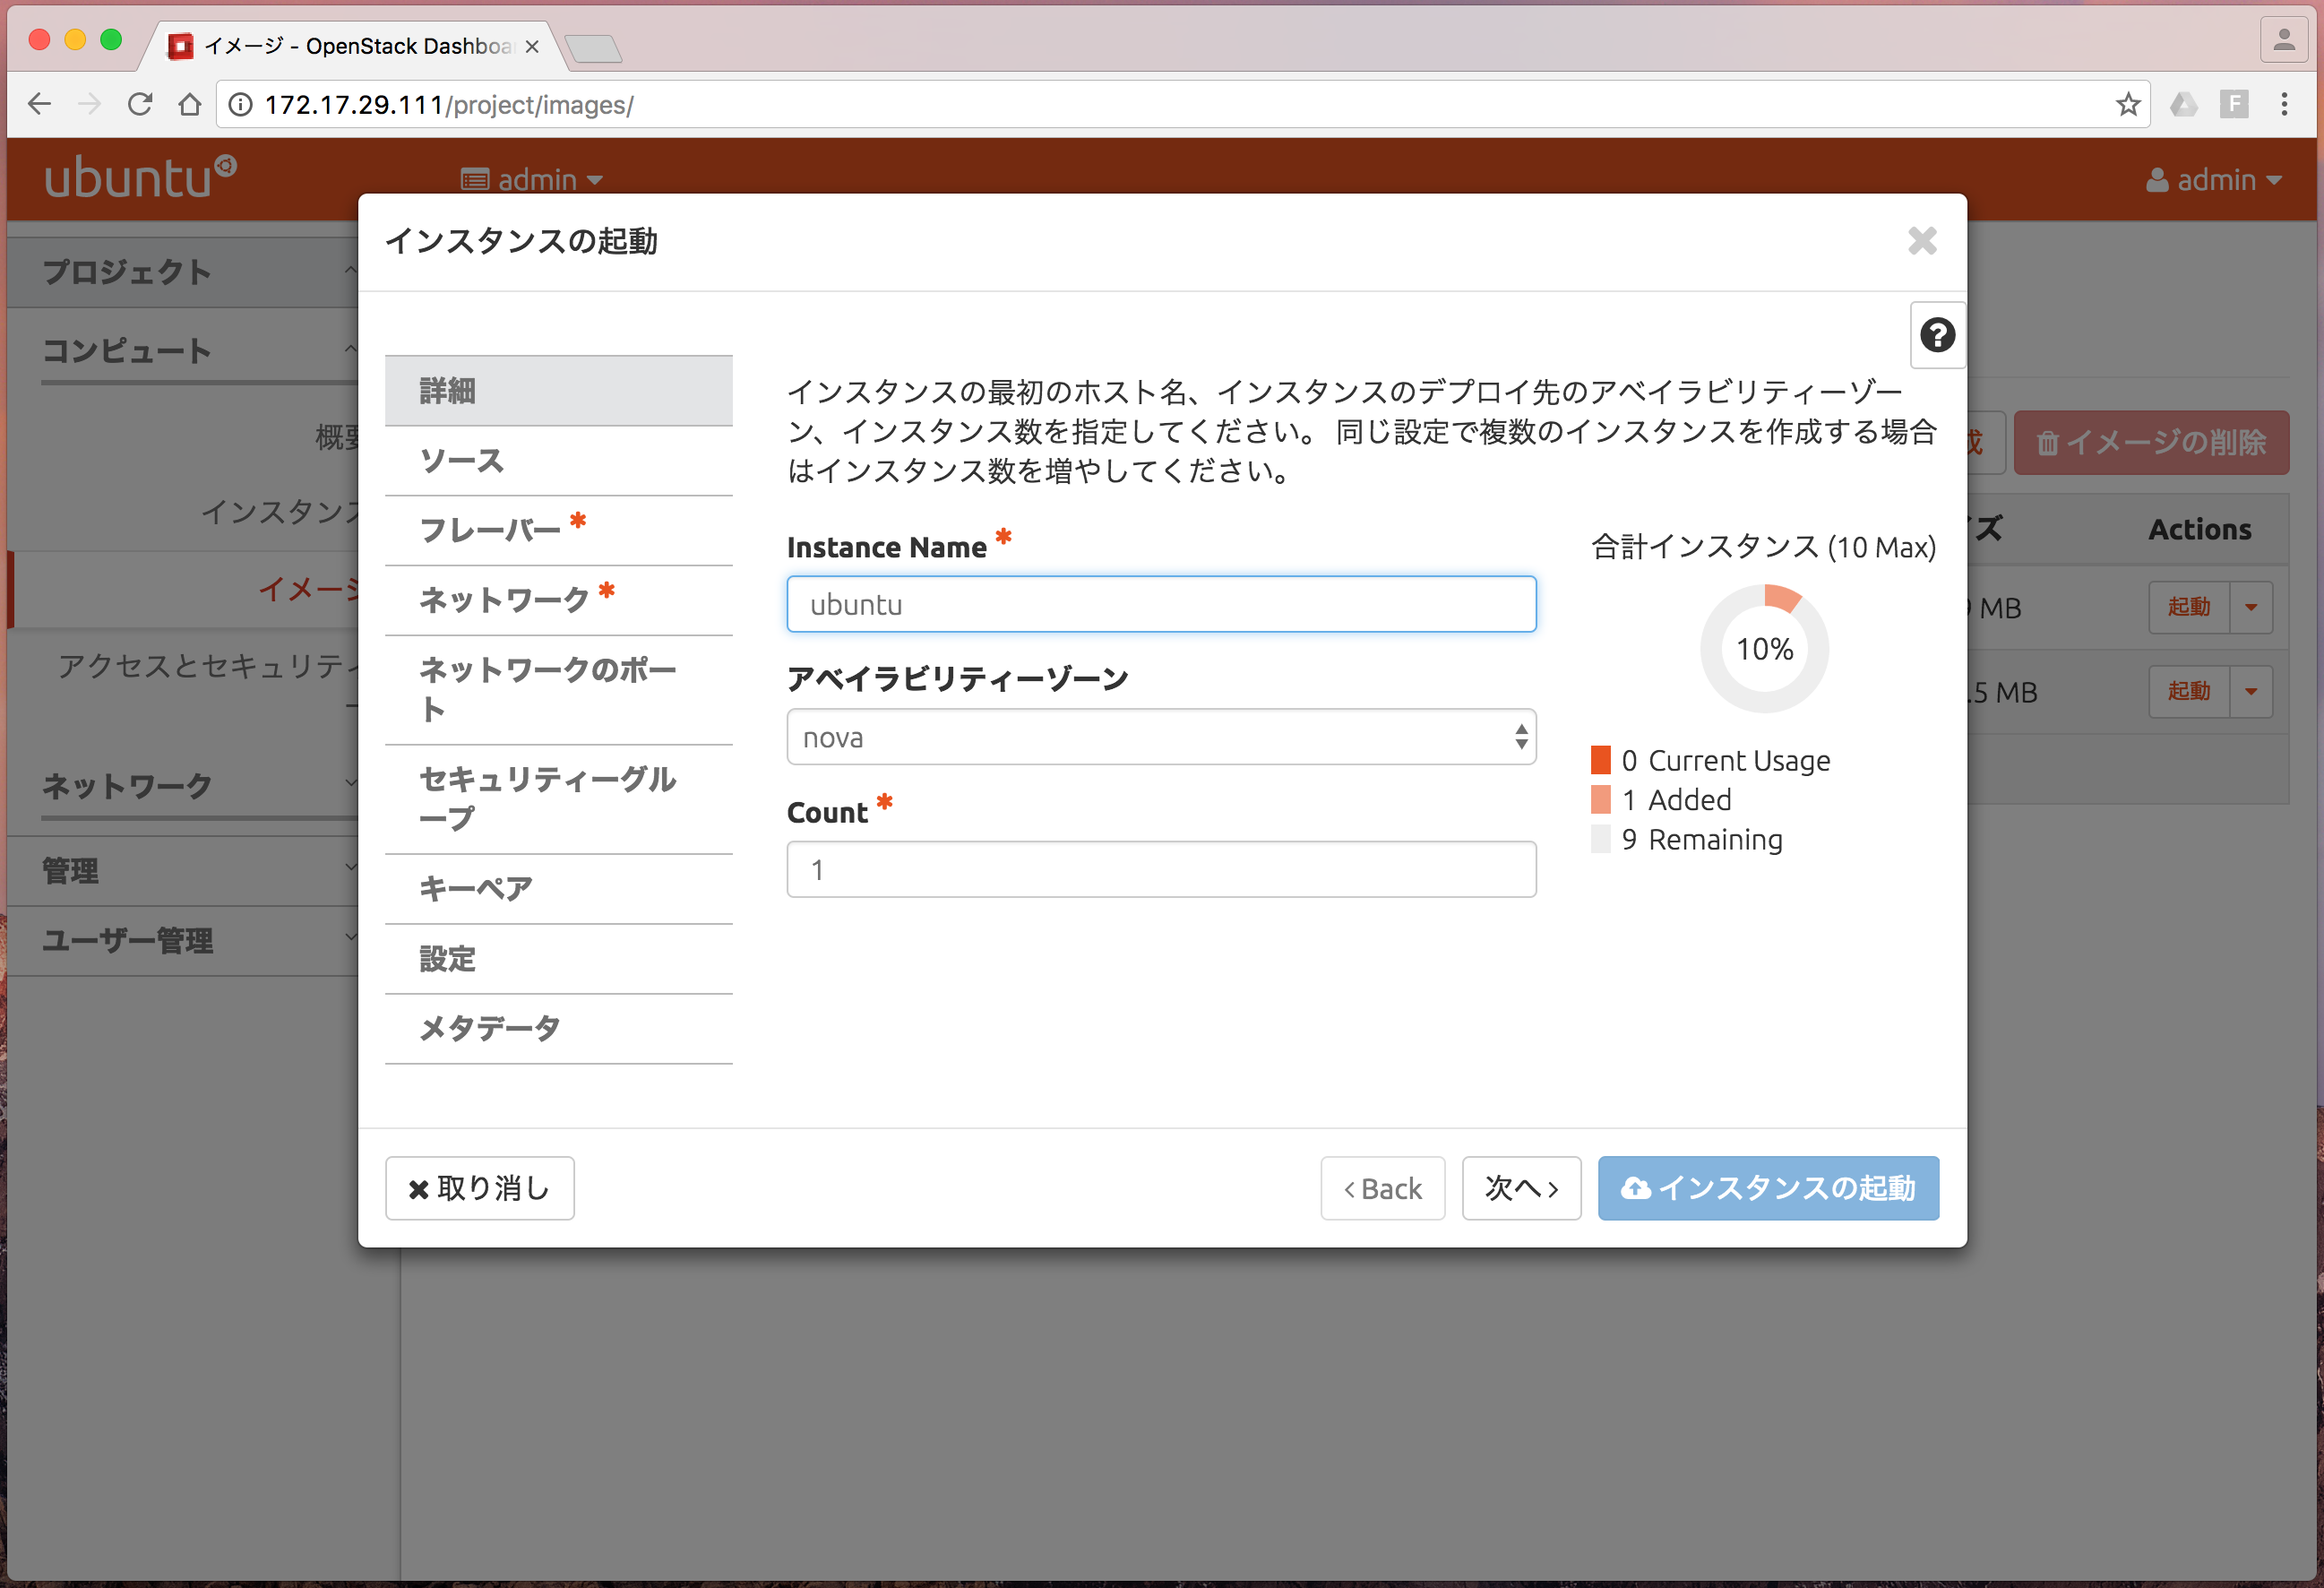 イメージ - OpenStack Dashboa
172.17.29.111/project/images/
F
ubuntu
admin
admin
プロジェクト
コンピュート
概要
インスタンス
イメージ
アクセスとセキュリティ
ー
ネットワーク
管理
ユーザー管理
成
イメージの削除
イズ
Actions
9 MB
起動
.5 MB
起動
インスタンスの起動
詳細
ソース
フレーバー *
ネットワーク *
ネットワークのポー
ト
セキュリティーグル
ープ
キーペア
設定
メタデータ
インスタンスの最初のホスト名、インスタンスのデプロイ先のアベイラビリティーゾー
ン、インスタンス数を指定してください。 同じ設定で複数のインスタンスを作成する場合
はインスタンス数を増やしてください。
Instance Name *
ubuntu
アベイラビリティーゾーン
nova
Count *
1
合計インスタンス (10 Max)
10%
0 Current Usage
1 Added
9 Remaining
取り消し
‹ Back
次へ ›
インスタンスの起動